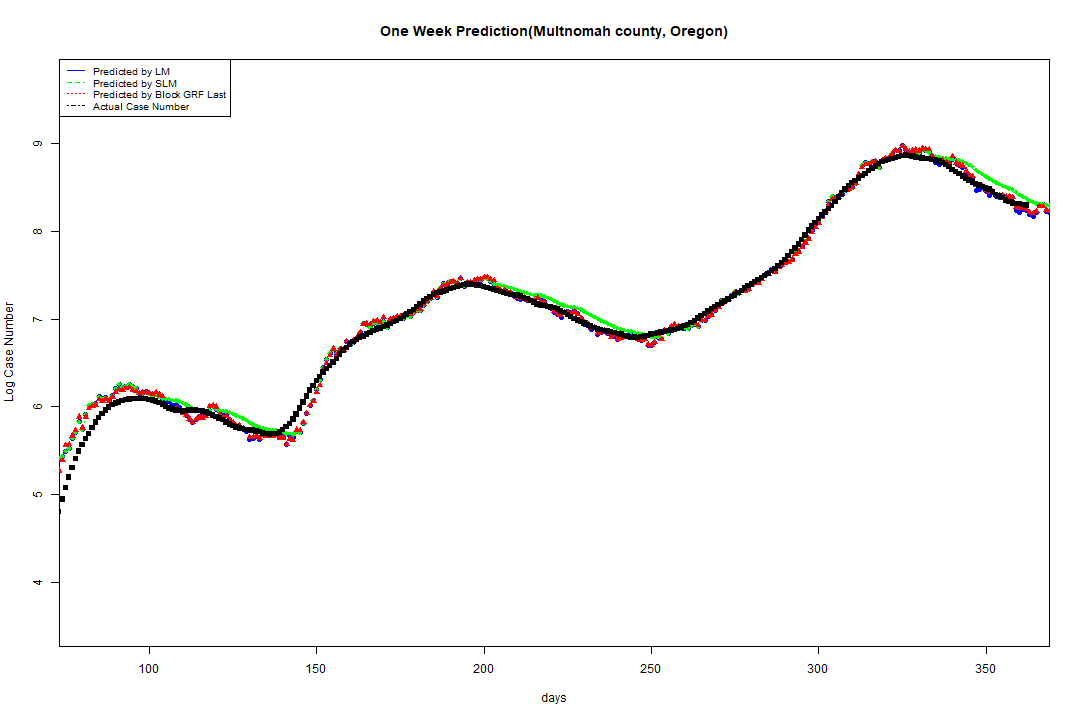 One Week Prediction(Multnomah county, Oregon)
Predicted by LM
Predicted by SLM
Predicted by Block GRF Last
Actual Case Number
9
8
7
6
5
4
Log Case Number
100 150 200 250 300 350
days